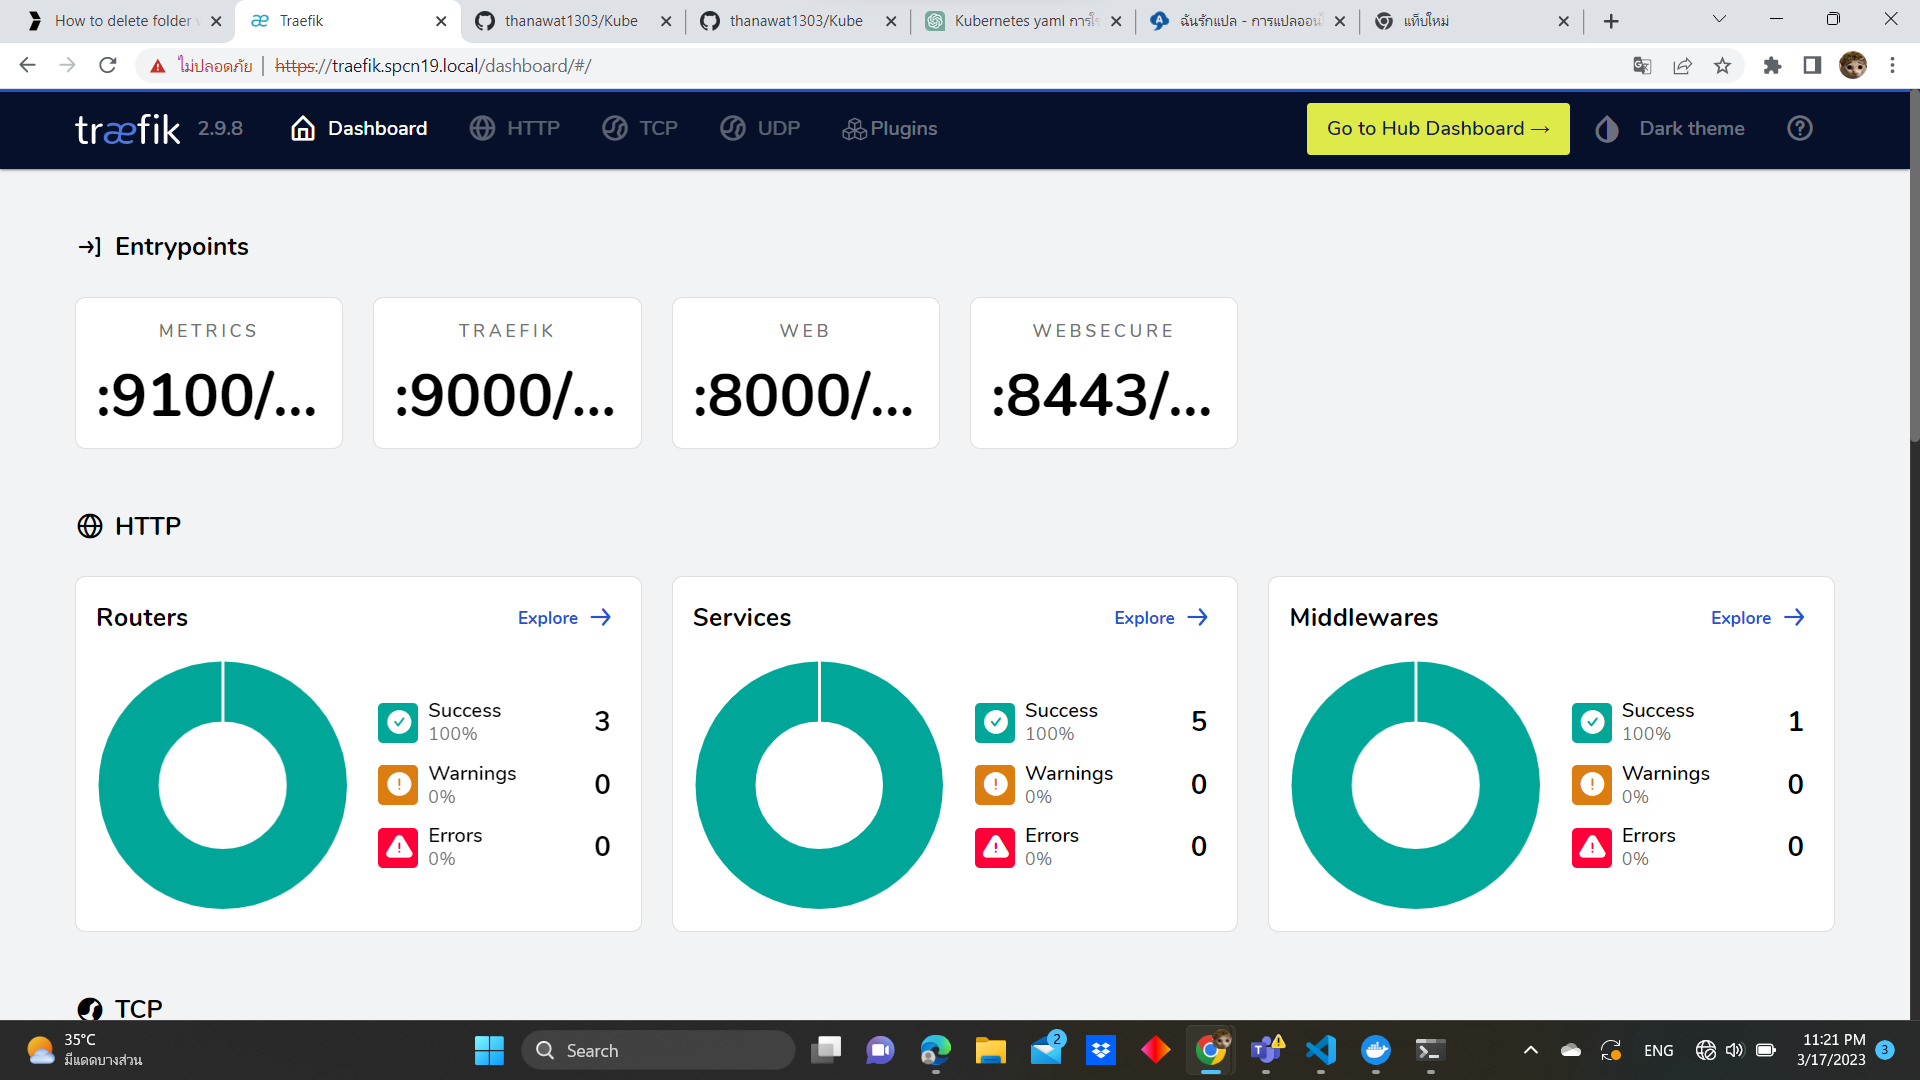 How to delete folder
Traefik
thanawat1303/Kube
thanawat1303/Kube
Kubernetes yaml การใช
ฉันรักแปล - การแปลออนไ
แท็บใหม่
ไม่ปลอดภัย https://traefik.spcn19.local/dashboard/#/
træfik 2.9.8 Dashboard HTTP TCP UDP Plugins Go to Hub Dashboard → Dark theme
Entrypoints
METRICS TRAEFIK WEB WEBSECURE
:9100/... :9000/... :8000/... :8443/...
HTTP
Routers Explore
Success 3
100%
Warnings 0
0%
Errors 0
0%
Services Explore
Success 5
100%
Warnings 0
0%
Errors 0
0%
Middlewares Explore
Success 1
100%
Warnings 0
0%
Errors 0
0%
TCP
35°C
มีแดดบางส่วน
Search
2
ENG
11:21 PM
3/17/2023
3